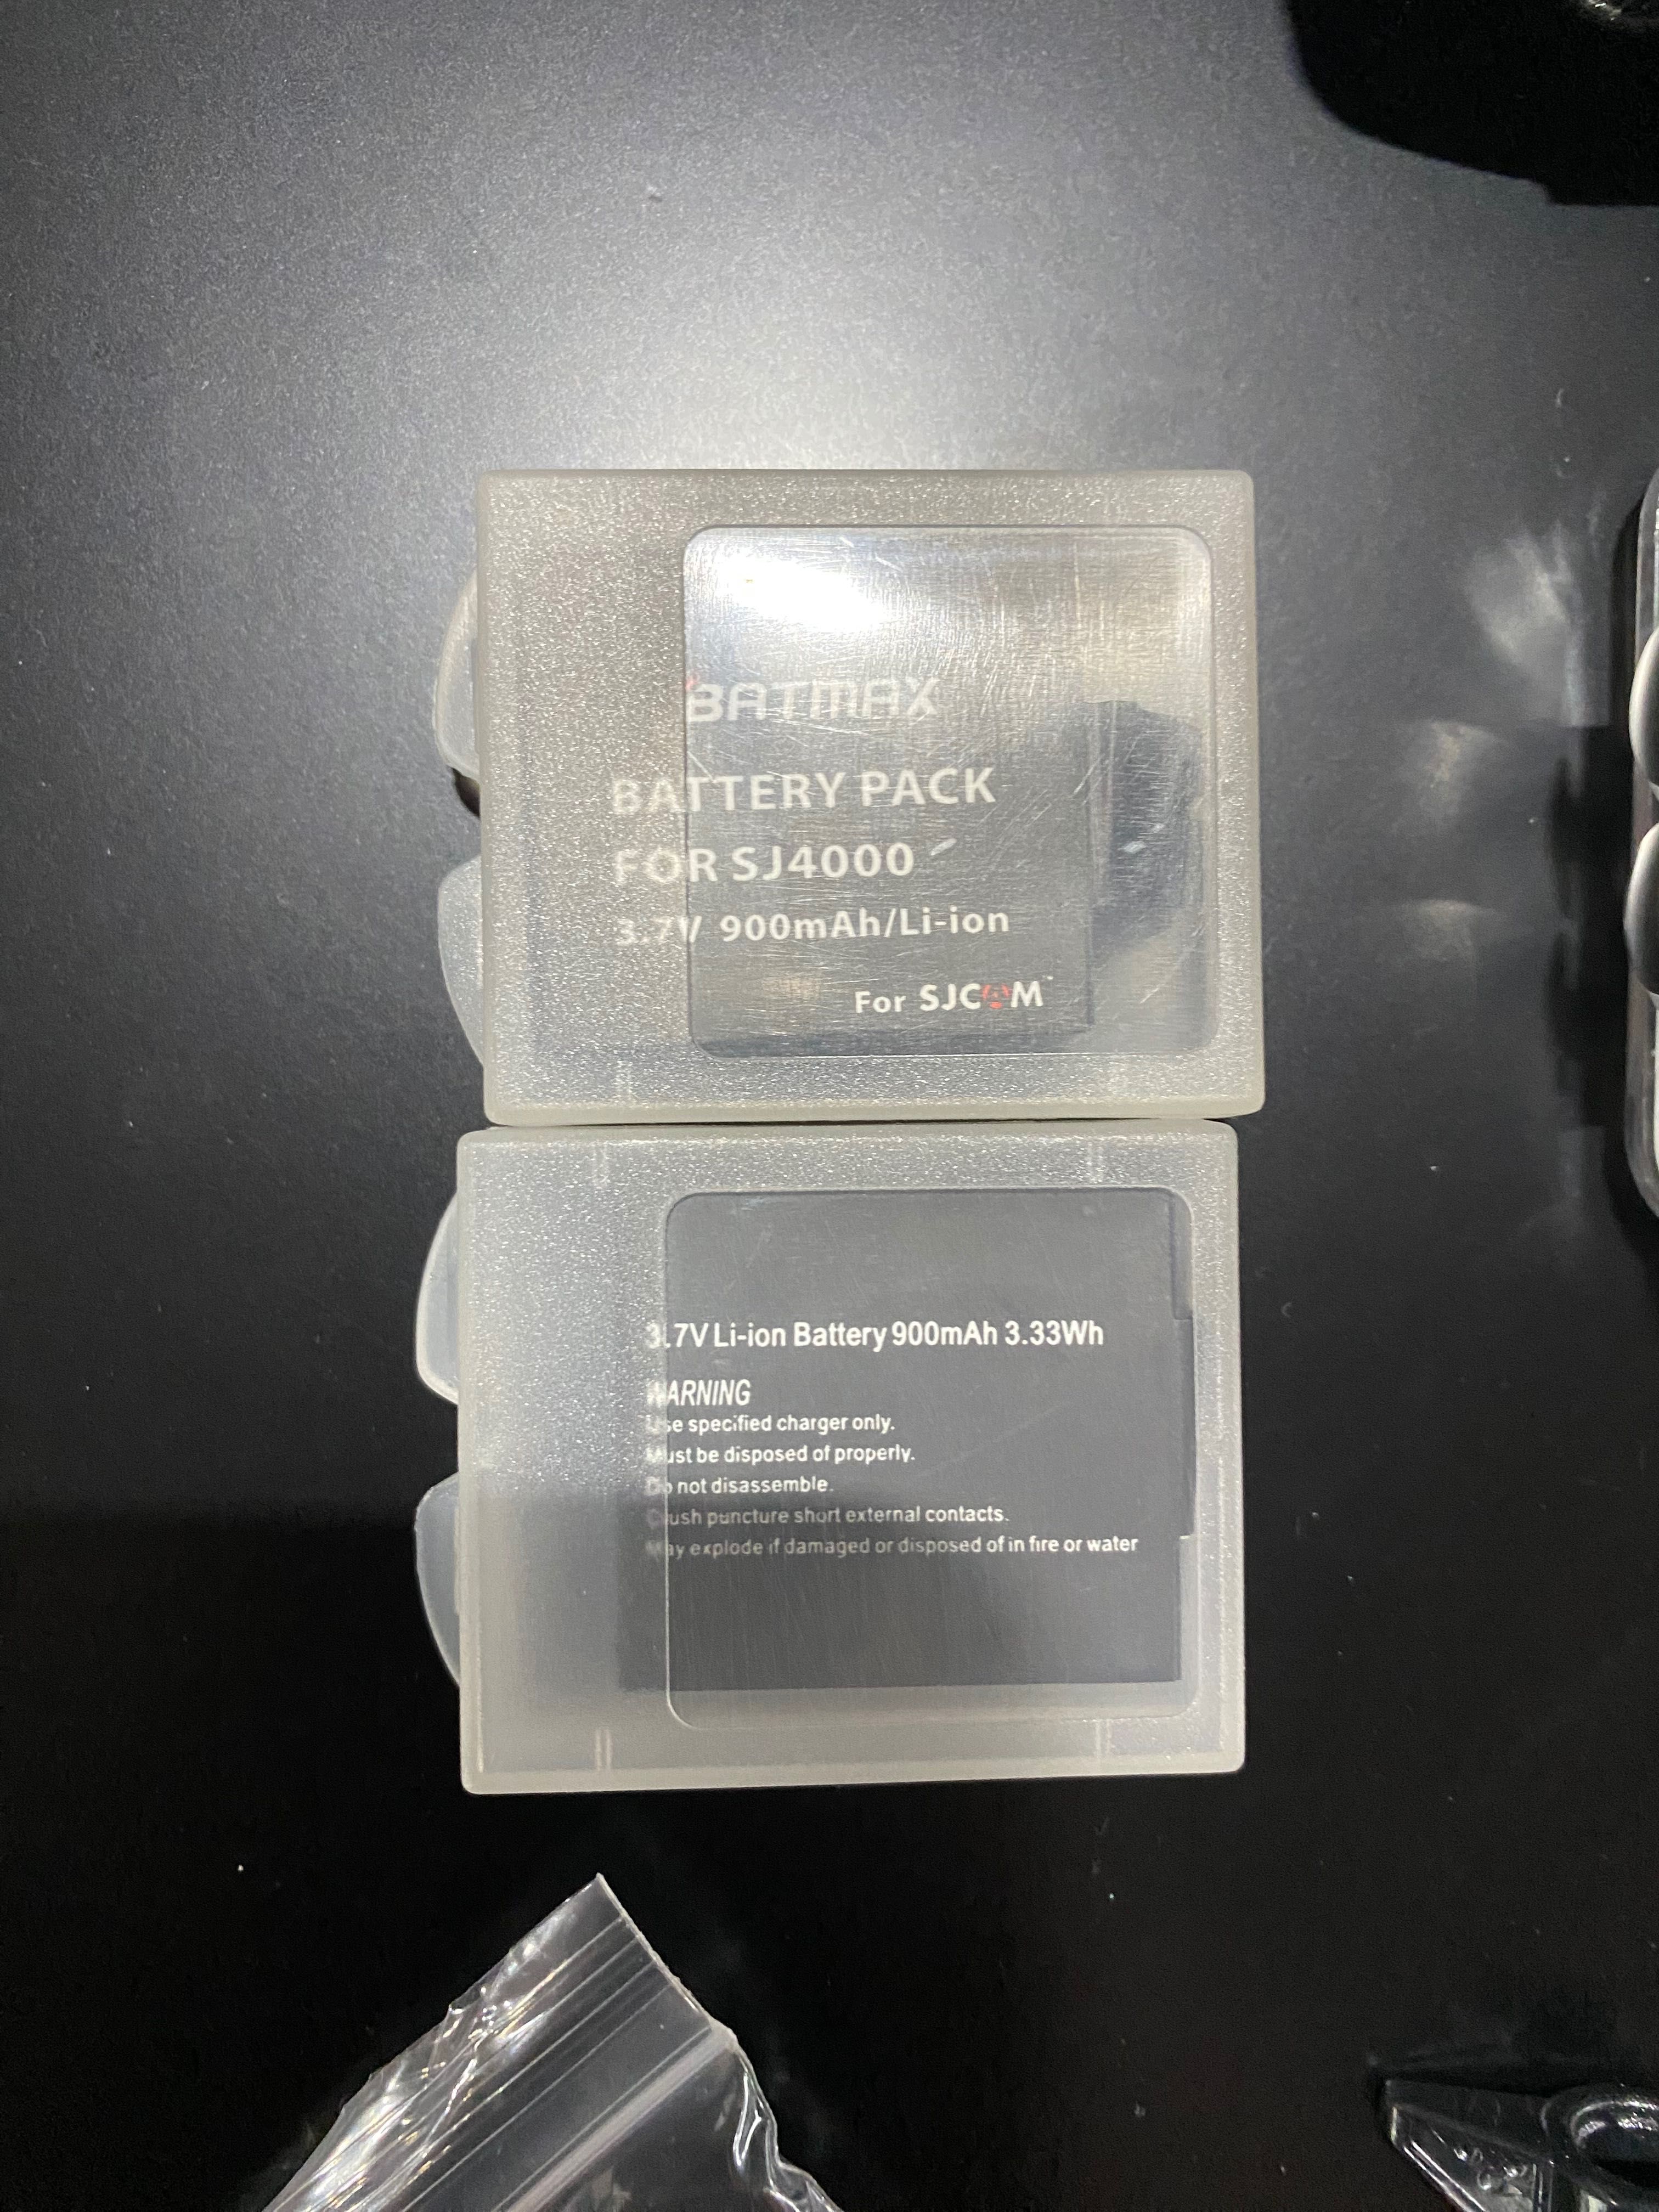 BATMAX
BATTERY PACK
FOR SJ4000
3.7V 900mAh/Li-ion
For SJCAM
3.7V Li-ion Battery 900mAh 3.33Wh
WARNING
Use specified charger only.
Must be disposed of properly.
Do not disassemble.
Crush puncture short external contacts.
May explode if damaged or disposed of in fire or water